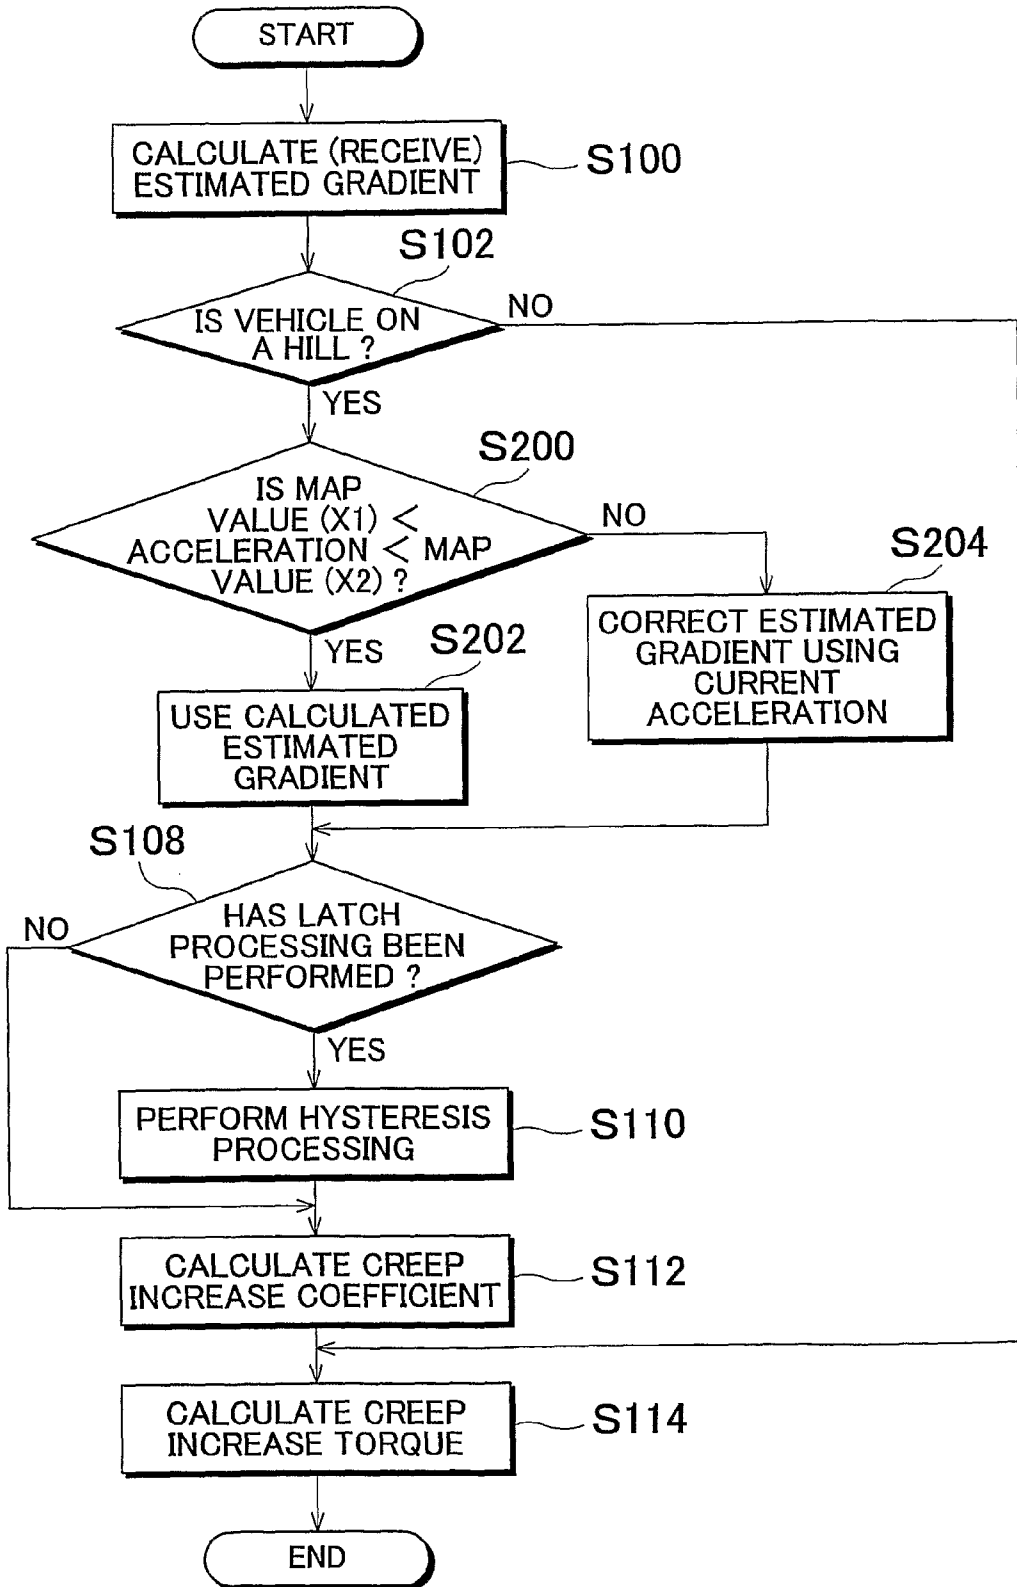 START
CALCULATE (RECEIVE)
ESTIMATED GRADIENT
S100
S102
IS VEHICLE ON
A HILL ?
NO
YES
S200
IS MAP
VALUE (X1) <
ACCELERATION < MAP
VALUE (X2) ?
NO
YES
S204
CORRECT ESTIMATED
GRADIENT USING
CURRENT
ACCELERATION
S202
USE CALCULATED
ESTIMATED
GRADIENT
S108
HAS LATCH
PROCESSING BEEN
PERFORMED ?
NO
YES
PERFORM HYSTERESIS
PROCESSING
S110
CALCULATE CREEP
INCREASE COEFFICIENT
S112
CALCULATE CREEP
INCREASE TORQUE
S114
END